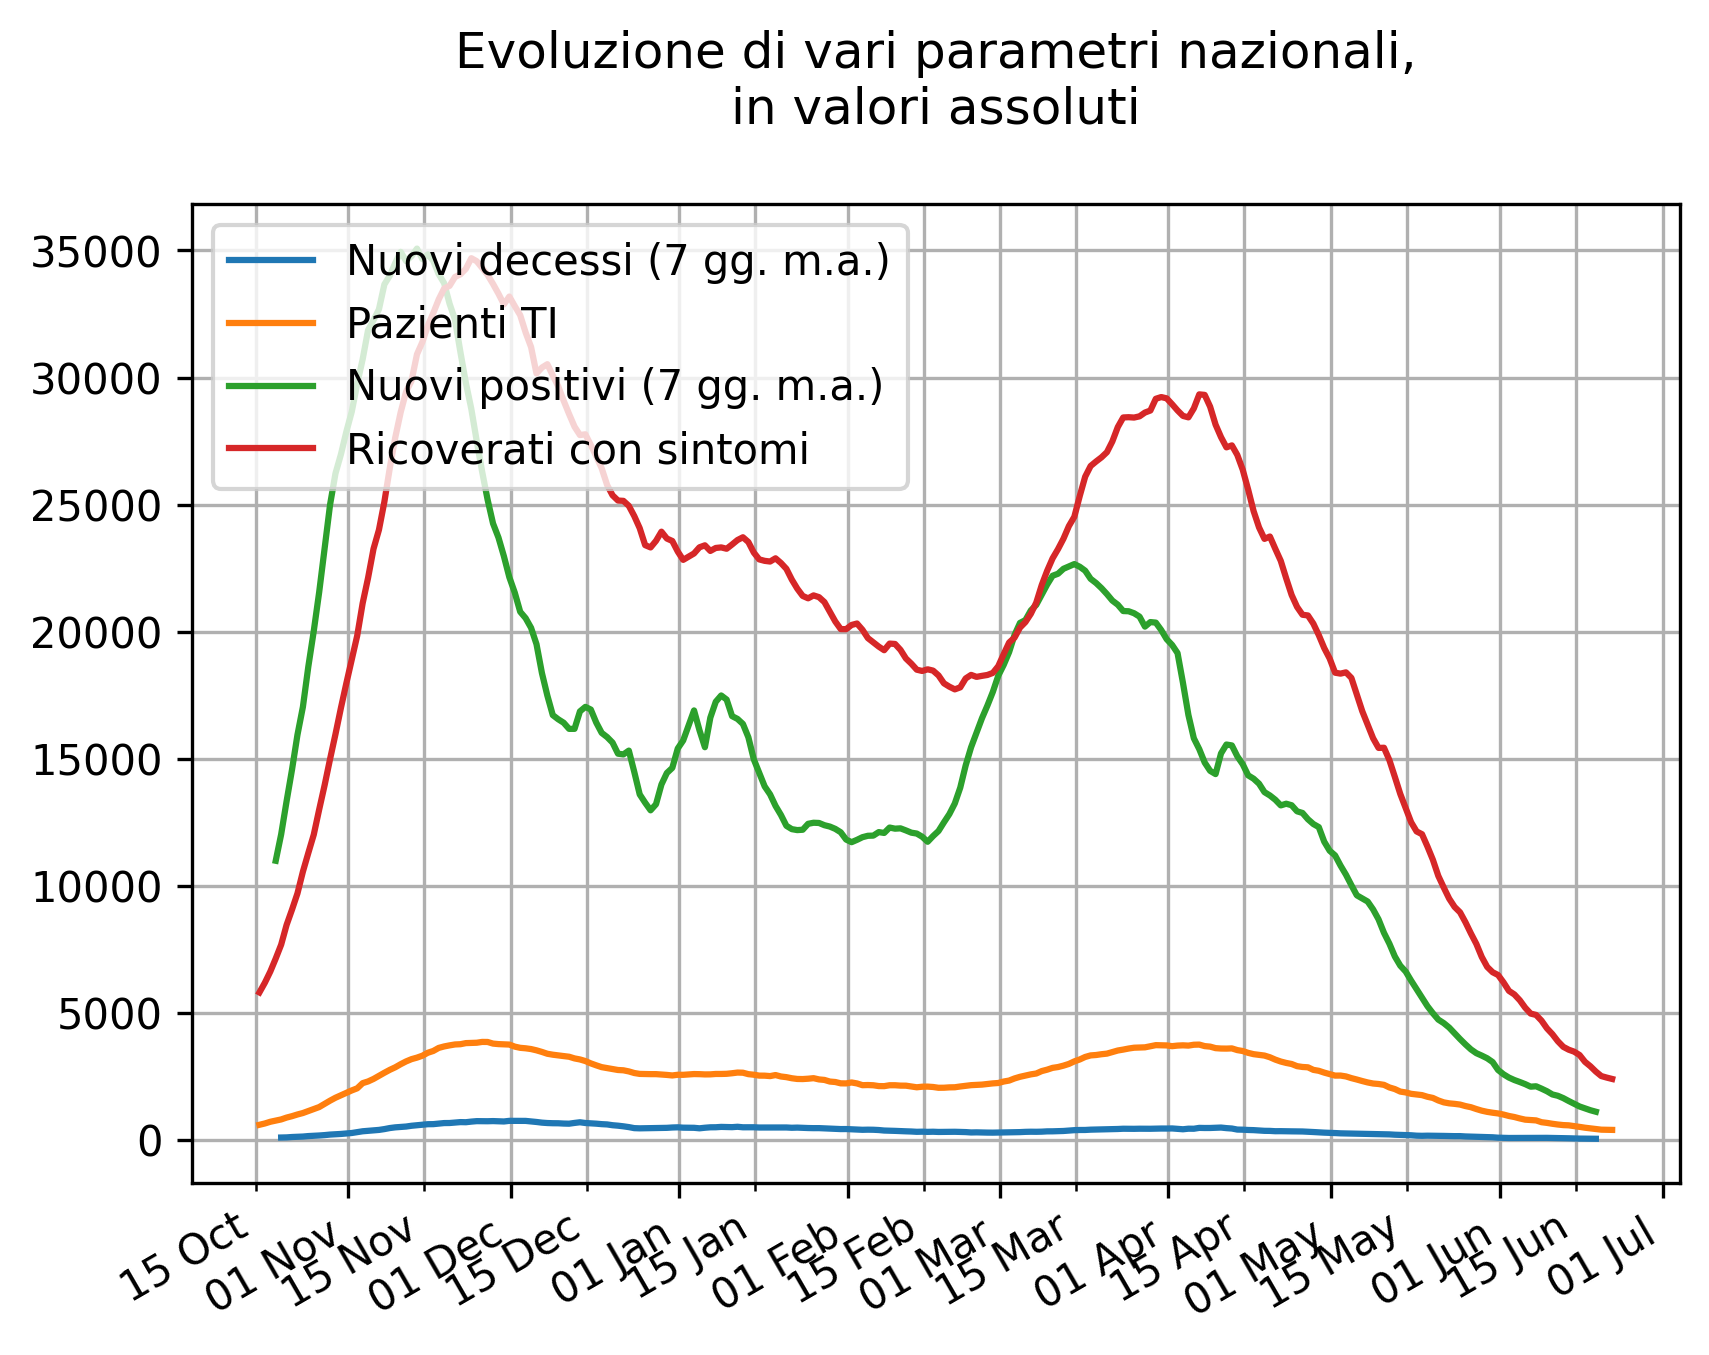 Evoluzione di vari parametri nazionali,
in valori assoluti
35000
30000
25000
20000
15000
10000
5000
0
Nuovi decessi (7 gg. m.a.)
Pazienti TI
Nuovi positivi (7 gg. m.a.)
Ricoverati con sintomi
15 Oct
01 Nov
15 Nov
01 Dec
15 Dec
01 Jan
15 Jan
01 Feb
15 Feb
01 Mar
15 Mar
01 Apr
15 Apr
01 May
15 May
01 Jun
15 Jun
01 Jul